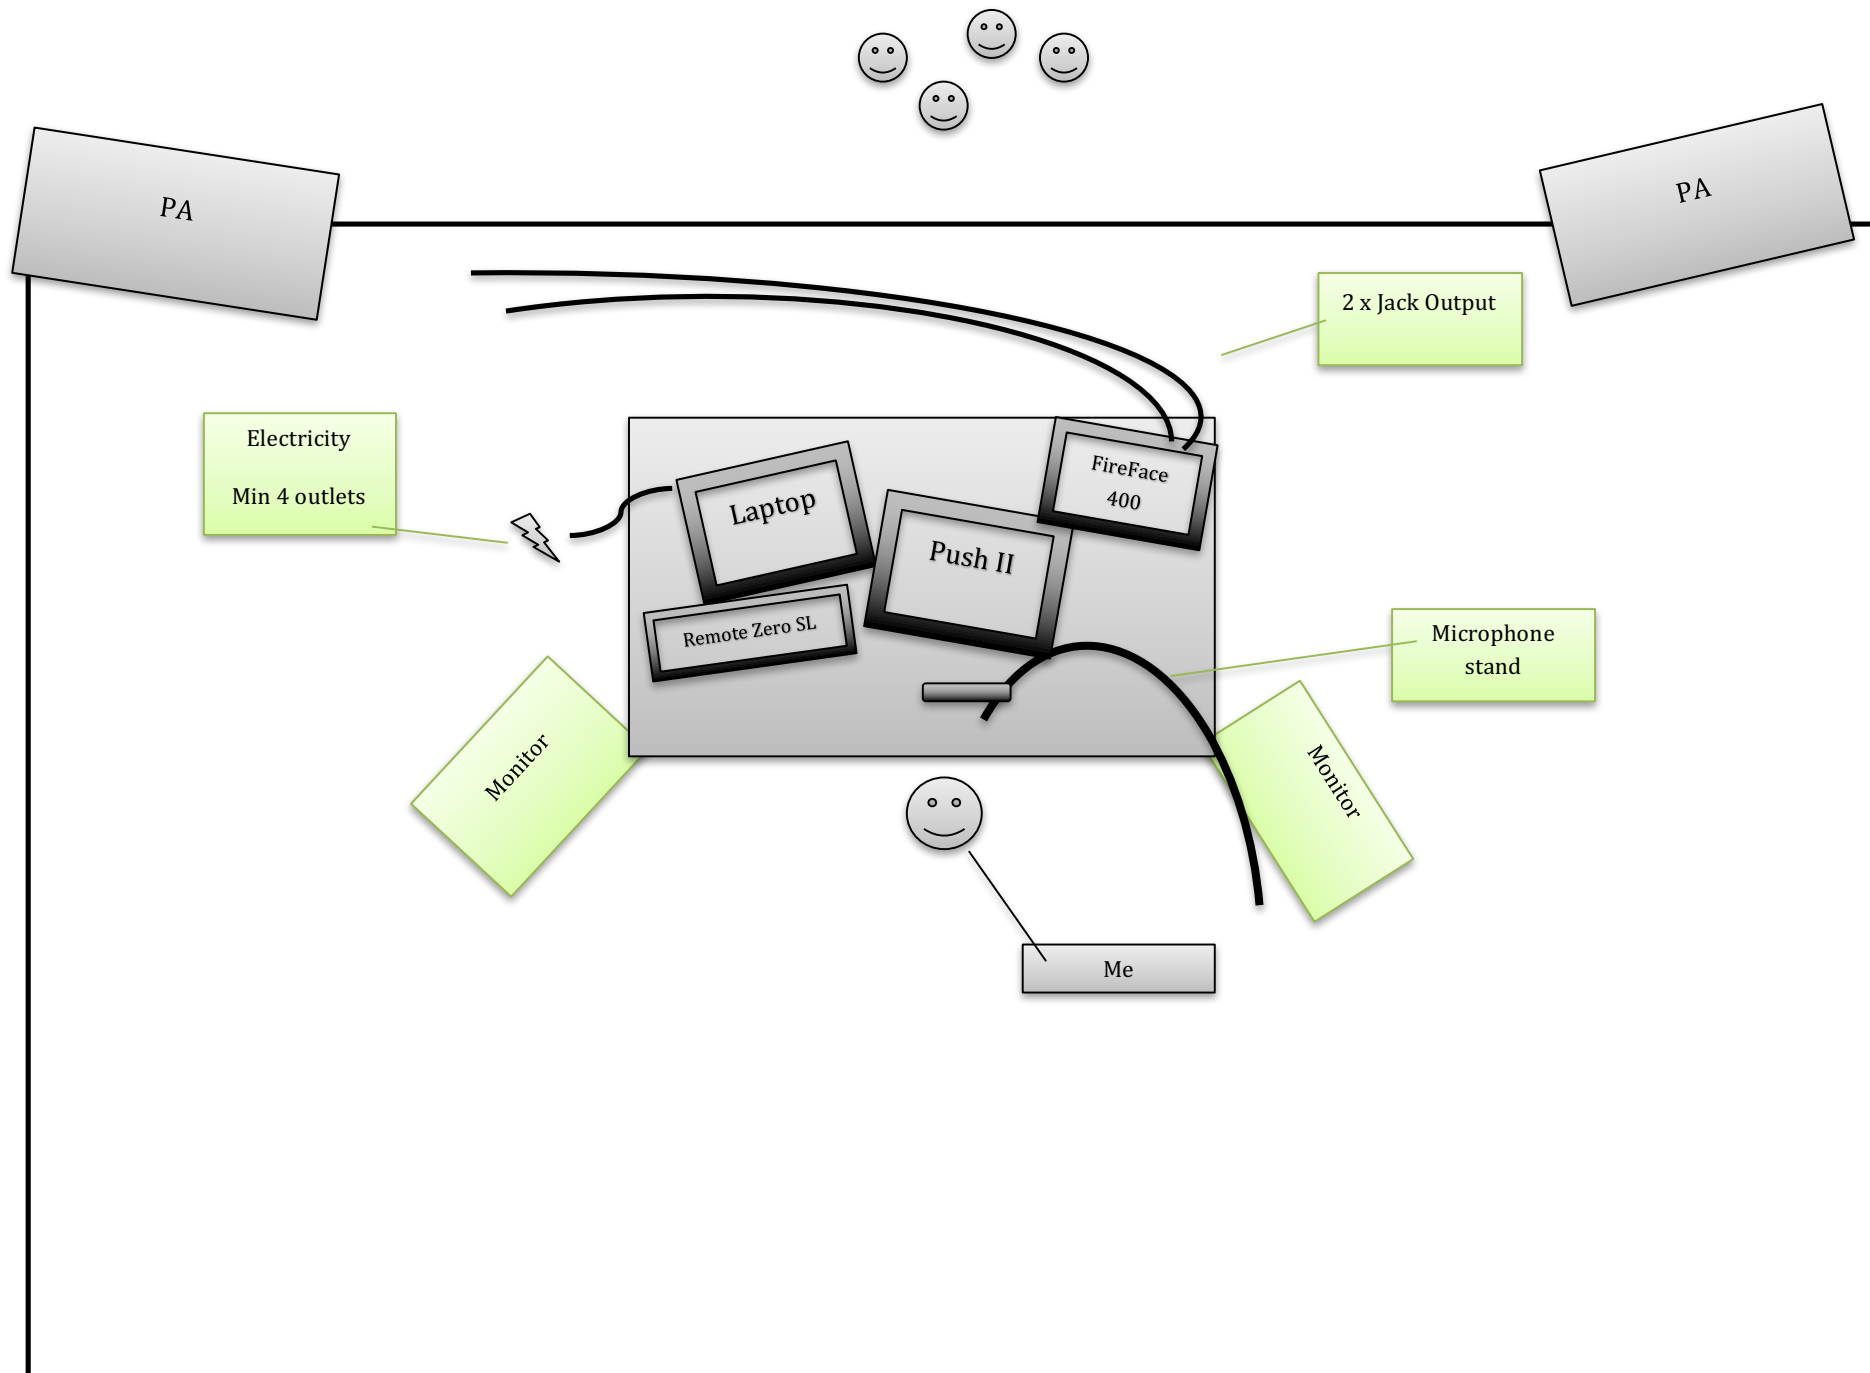 PA
PA
2 x Jack Output
Electricity
Min 4 outlets
Laptop
FireFace
400
Push II
Remote Zero SL
Microphone
stand
Monitor
Monitor
Me